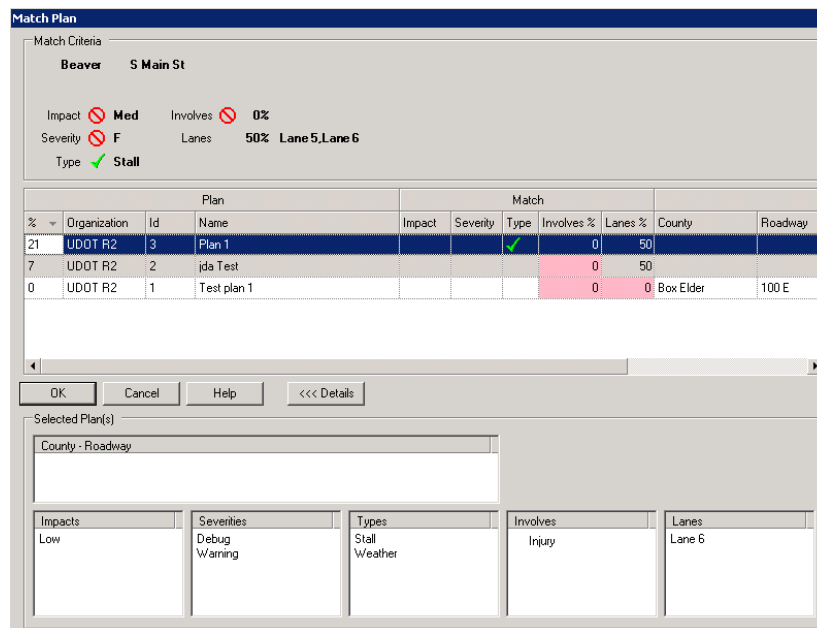 Match Plan
Match Criteria
Beaver S Main St
Impact Med Involves 0%
Severity F Lanes 50% Lane 5,Lane 6
Type Stall
Plan Match
% Organization Id Name Impact Severity Type Involves % Lanes % County Roadway
21 UDOT R2 3 Plan 1 0 50
7 UDOT R2 2 jda Test 0 50
0 UDOT R2 1 Test plan 1 0 0 Box Elder 100 E
OK Cancel Help <<< Details
Selected Plan(s)
County - Roadway
Impacts Severities Types Involves Lanes
Low Debug Stall Injury Lane 6
Warning Weather